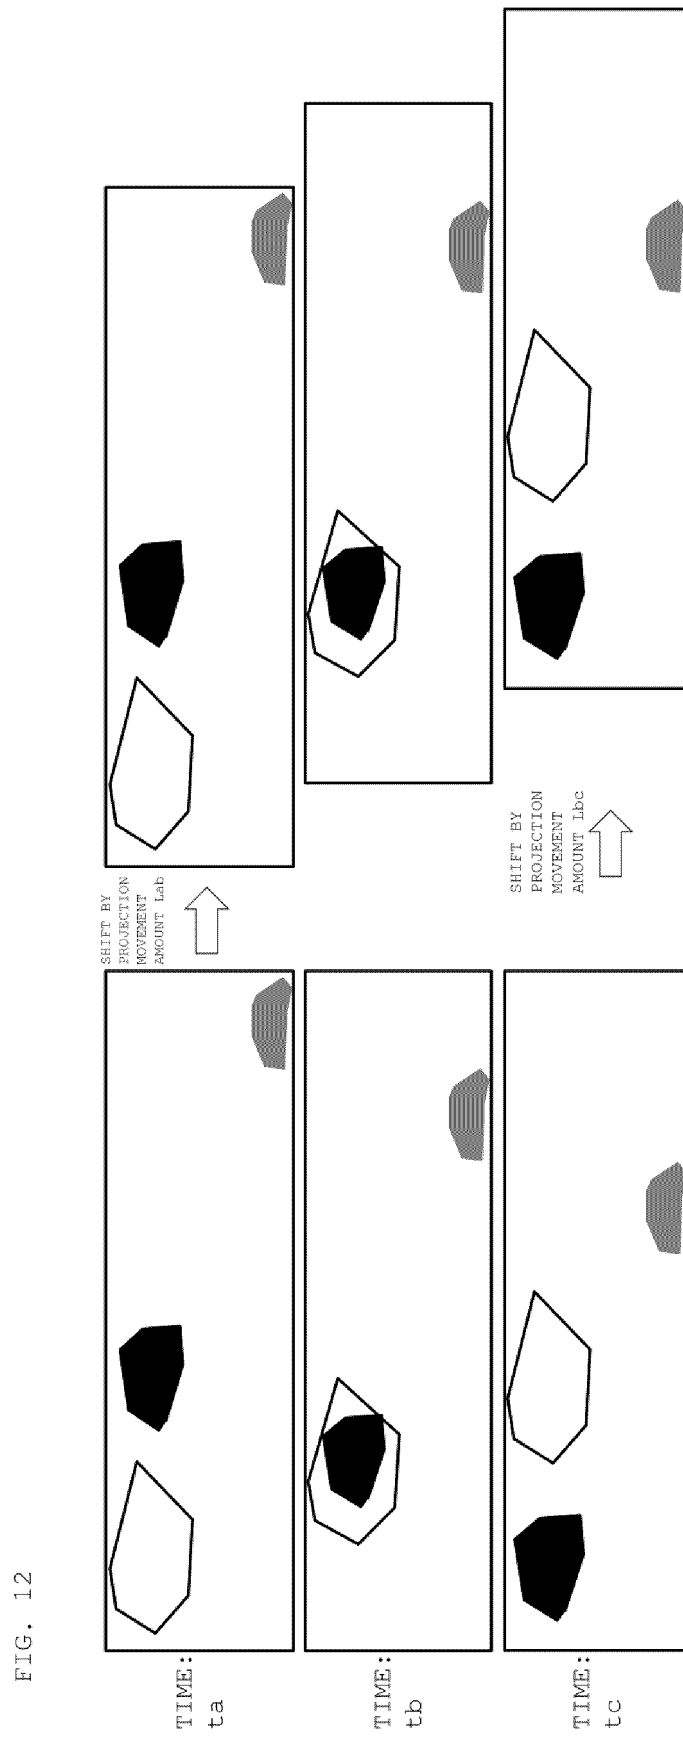 FIG. 12
TIME:
ta
SHIFT BY
PROJECTION
MOVEMENT
AMOUNT Lab
TIME:
tb
TIME:
tc
SHIFT BY
PROJECTION
MOVEMENT
AMOUNT Lbc